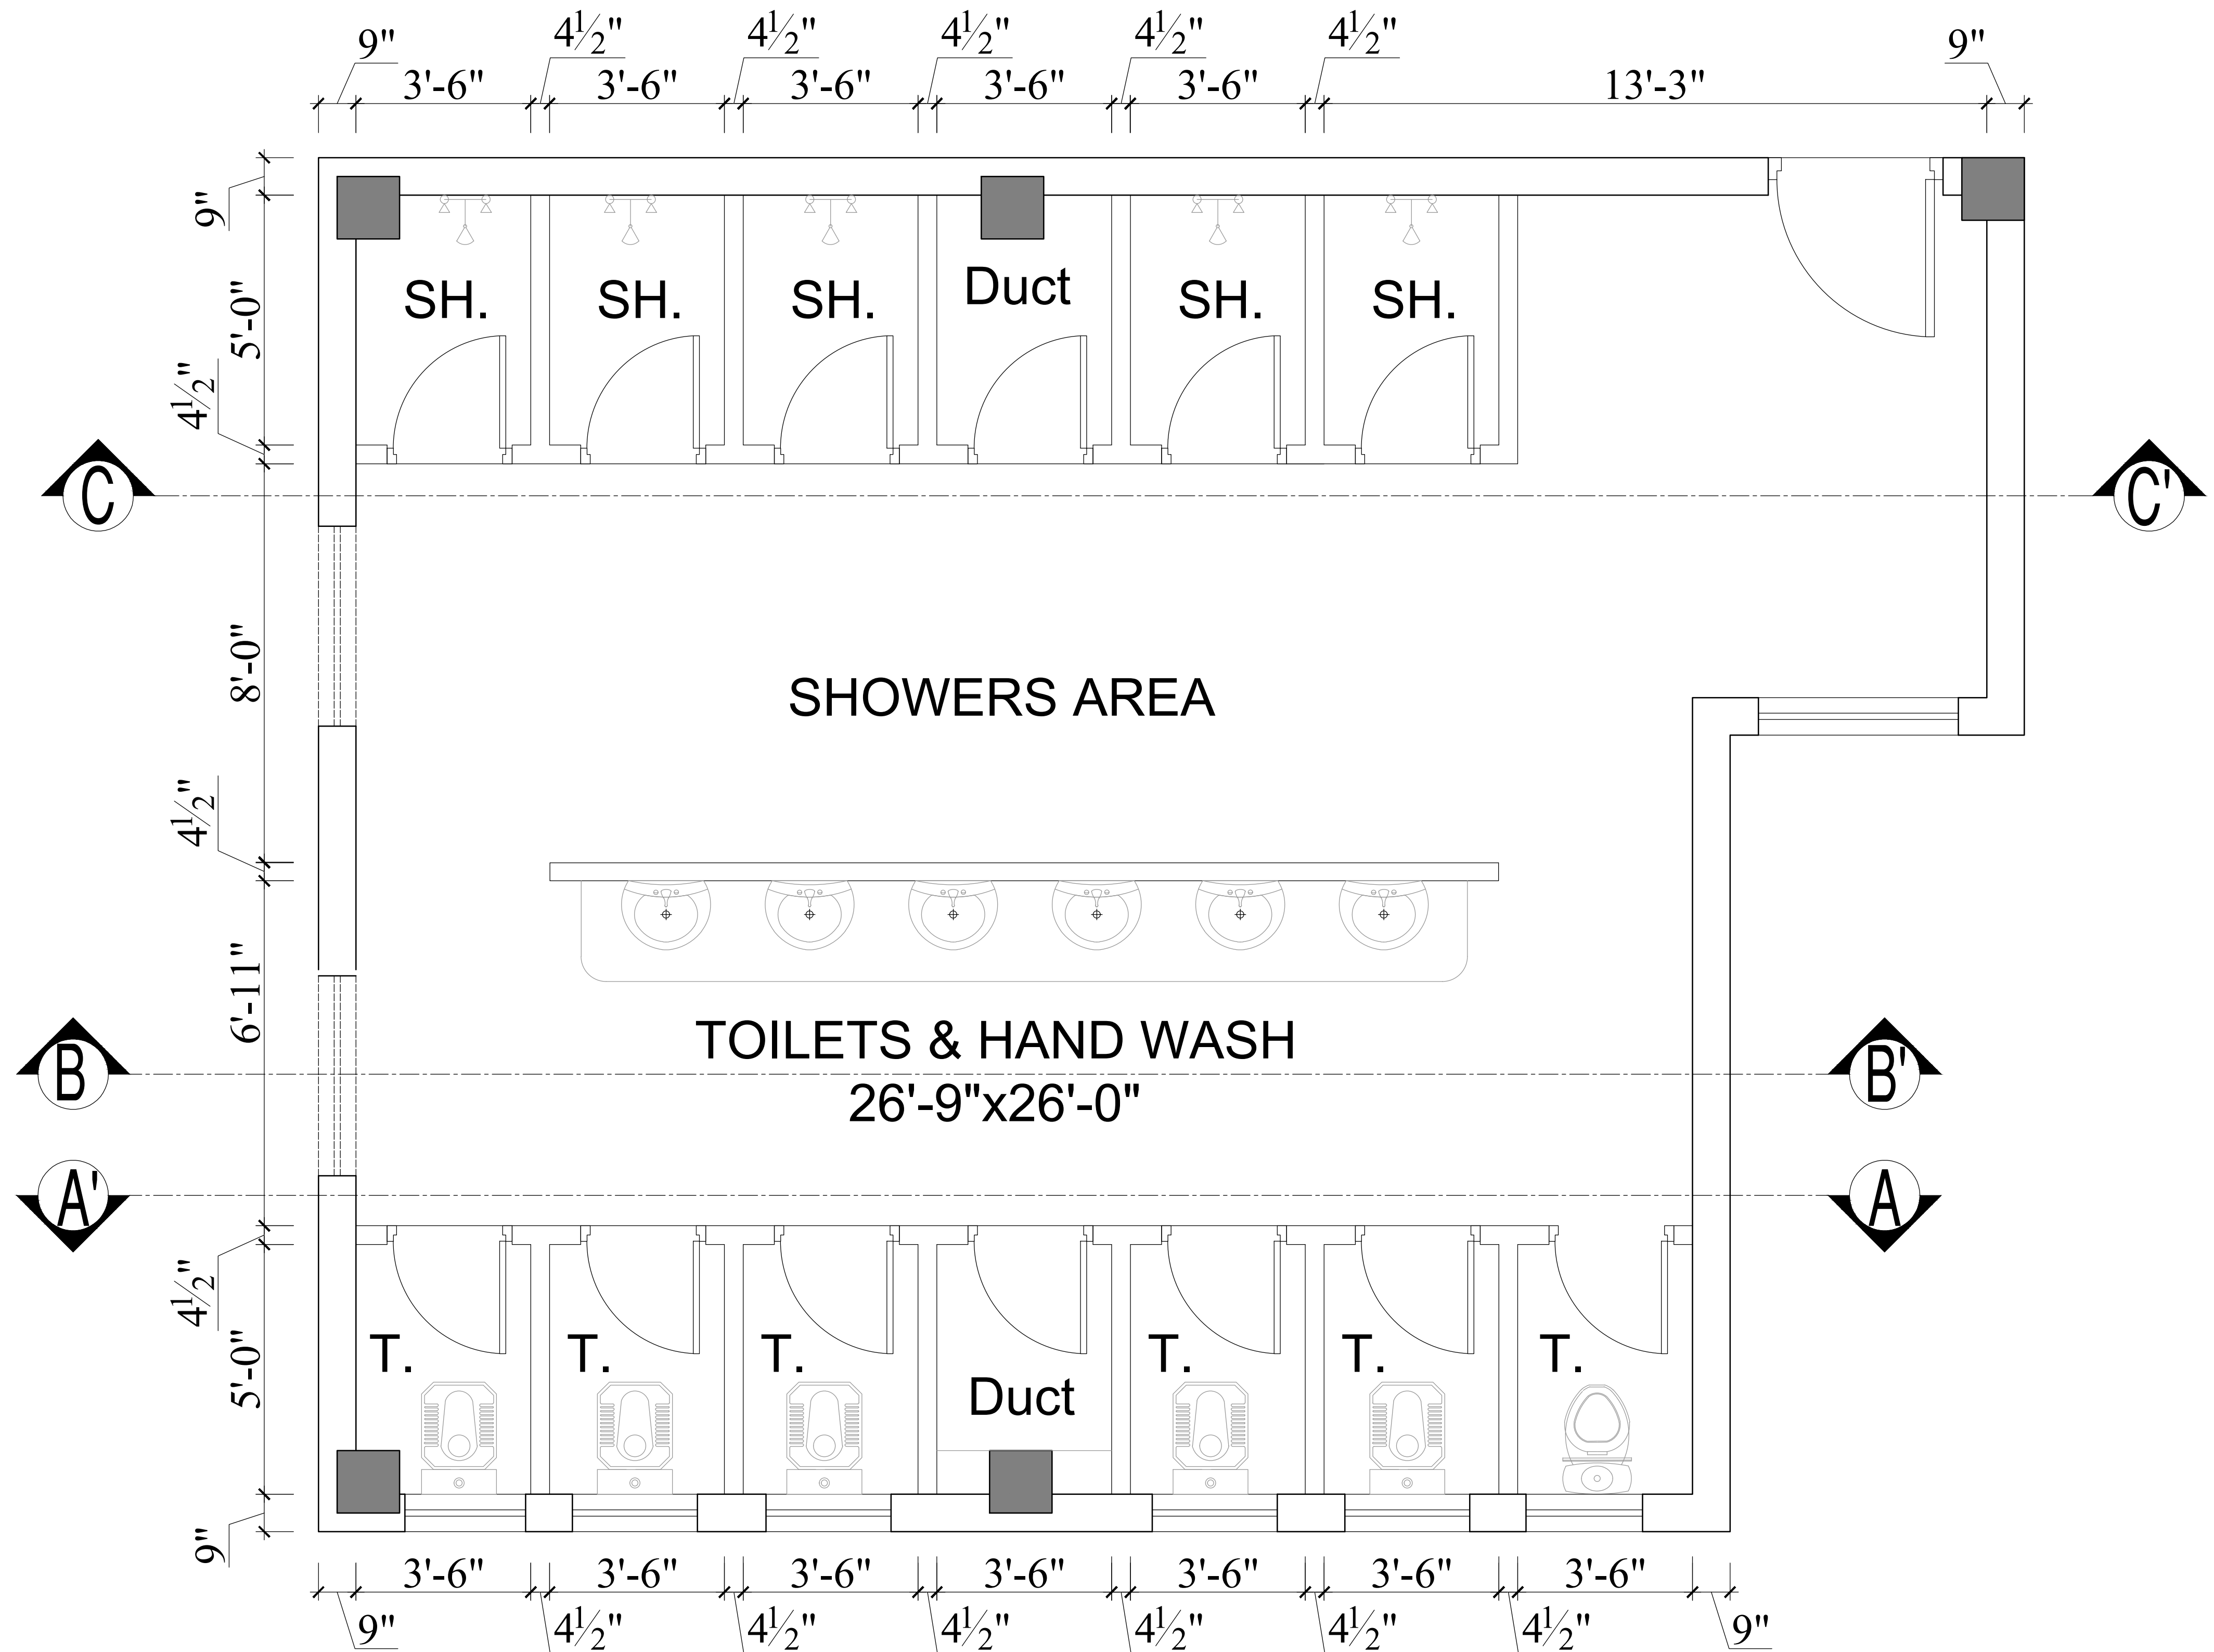 4½" 4½" 4½" 4½" 4½"
9" 9"
3'-6" 3'-6" 3'-6" 3'-6" 3'-6" 13'-3"
9"
5'-0"
4½"
SH. SH. SH. Duct SH. SH.
C C'
8'-0"
SHOWERS AREA
4½"
6'-11"
TOILETS & HAND WASH
26'-9"x26'-0"
B B'
A' A
4½"
T. T. T. T. T. T.
5'-0"
Duct
9"
3'-6" 3'-6" 3'-6" 3'-6" 3'-6" 3'-6" 3'-6"
9" 4½" 4½" 4½" 4½" 4½" 4½" 9"